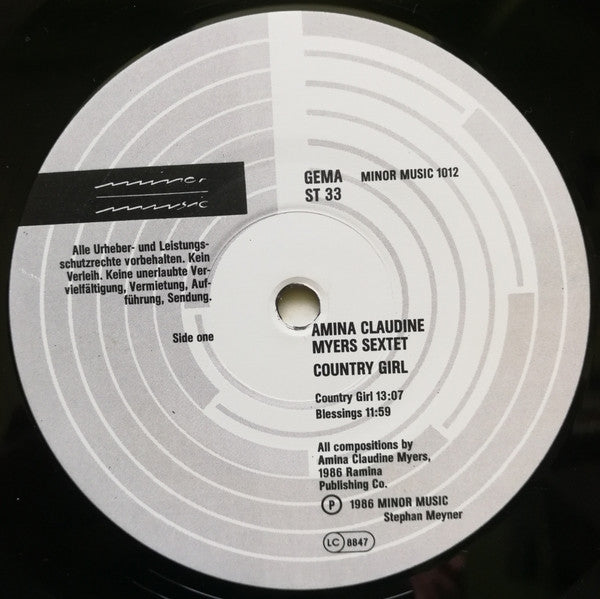 minor
music
GEMA MINOR MUSIC 1012
ST 33
Alle Urheber- und Leistungs-
schutzrechte vorbehalten. Kein
Verleih. Keine unerlaubte Ver-
vielfältigung, Vermietung, Auf-
führung, Sendung.
Side one
AMINA CLAUDINE
MYERS SEXTET
COUNTRY GIRL
Country Girl 13:07
Blessings 11:59
All compositions by
Amina Claudine Myers,
1986 Ramina
Publishing Co.
Ⓟ 1986 MINOR MUSIC
Stephan Meyner
LC 8847